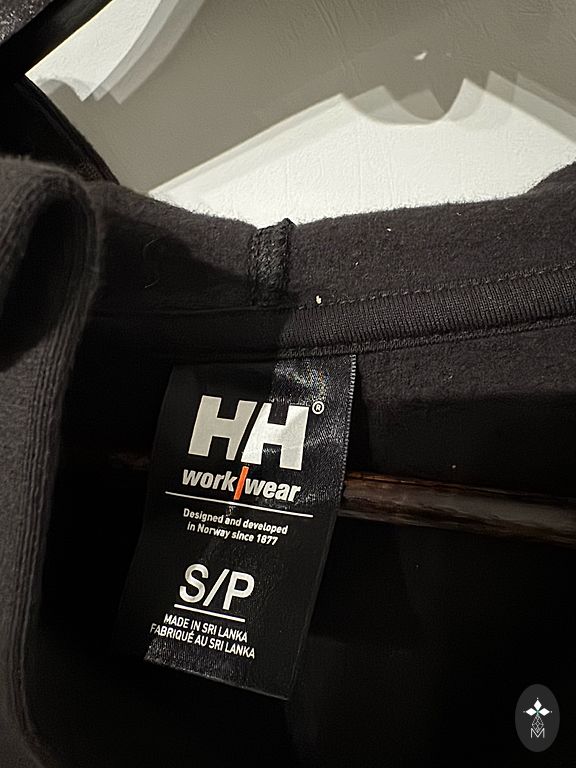 HH®
work/wear
Designed and developed
in Norway since 1877
S/P
MADE IN SRI LANKA
FABRIQUÉ AU SRI LANKA
M